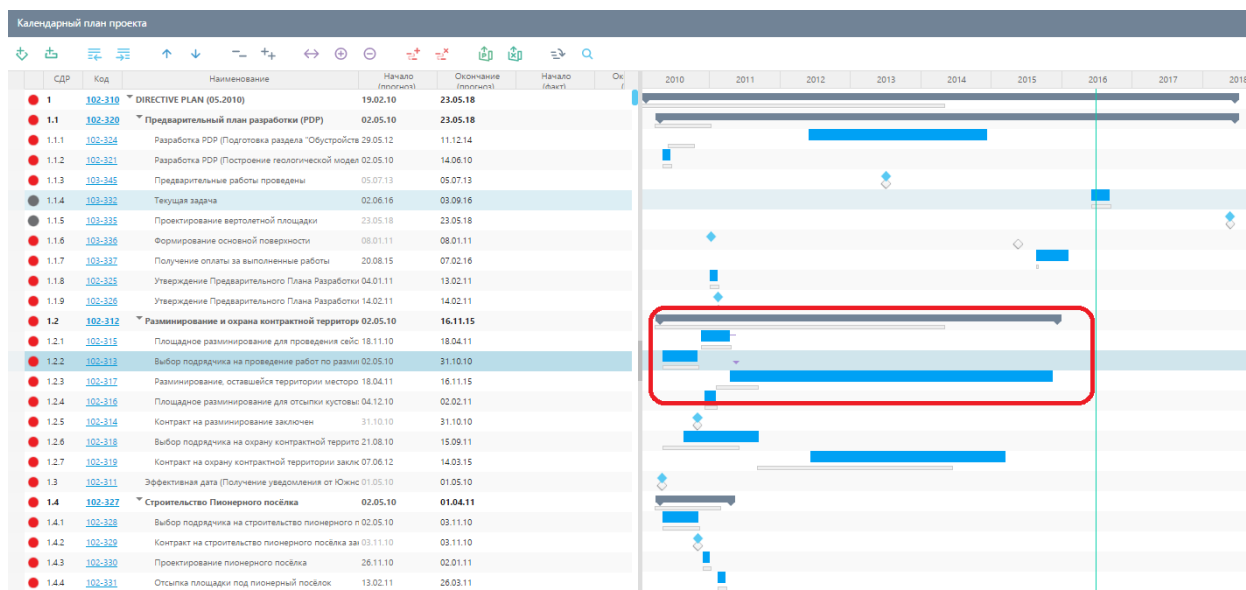 Календарный план проекта
СДР Код Наименование Начало (прогноз) Окончание (прогноз) Начало (факт) Ок 2010 2011 2012 2013 2014 2015 2016 2017 2018
1 102-310 DIRECTIVE PLAN (05.2010) 19.02.10 23.05.18
1.1 102-320 Предварительный план разработки (PDP) 02.05.10 23.05.18
1.1.1 102-324 Разработка PDP (Подготовка раздела "Обустройств 29.05.12 11.12.14
1.1.2 102-321 Разработка PDP (Построение геологической модел 02.05.10 14.06.10
1.1.3 103-345 Предварительные работы проведены 05.07.13 05.07.13
1.1.4 103-332 Текущая задача 02.06.16 03.09.16
1.1.5 103-335 Проектирование вертолетной площадки 23.05.18 23.05.18
1.1.6 103-336 Формирование основной поверхности 08.01.11 08.01.11
1.1.7 103-337 Получение оплаты за выполненные работы 20.08.15 07.02.16
1.1.8 102-325 Утверждение Предварительного Плана Разработки 04.01.11 13.02.11
1.1.9 102-326 Утверждение Предварительного Плана Разработки 14.02.11 14.02.11
1.2 102-312 Разминирование и охрана контрактной территори 02.05.10 16.11.15
1.2.1 102-315 Площадное разминирование для проведения сейс 18.11.10 18.04.11
1.2.2 102-313 Выбор подрядчика на проведение работ по размин 02.05.10 31.10.10
1.2.3 102-317 Разминирование, оставшейся территории месторо 18.04.11 16.11.15
1.2.4 102-316 Площадное разминирование для отсыпки кустовы 04.12.10 02.02.11
1.2.5 102-314 Контракт на разминирование заключен 31.10.10 31.10.10
1.2.6 102-318 Выбор подрядчика на охрану контрактной террито 21.08.10 15.09.11
1.2.7 102-319 Контракт на охрану контрактной территории заклю 07.06.12 14.03.15
1.3 102-311 Эффективная дата (Получение уведомления от Южно 01.05.10 01.05.10
1.4 102-327 Строительство Пионерного посёлка 02.05.10 01.04.11
1.4.1 102-328 Выбор подрядчика на строительство пионерного п 02.05.10 03.11.10
1.4.2 102-329 Контракт на строительство пионерного посёлка за 03.11.10 03.11.10
1.4.3 102-330 Проектирование пионерного посёлка 26.11.10 02.01.11
1.4.4 102-331 Отсыпка площадки под пионерный посёлок 13.02.11 26.03.11